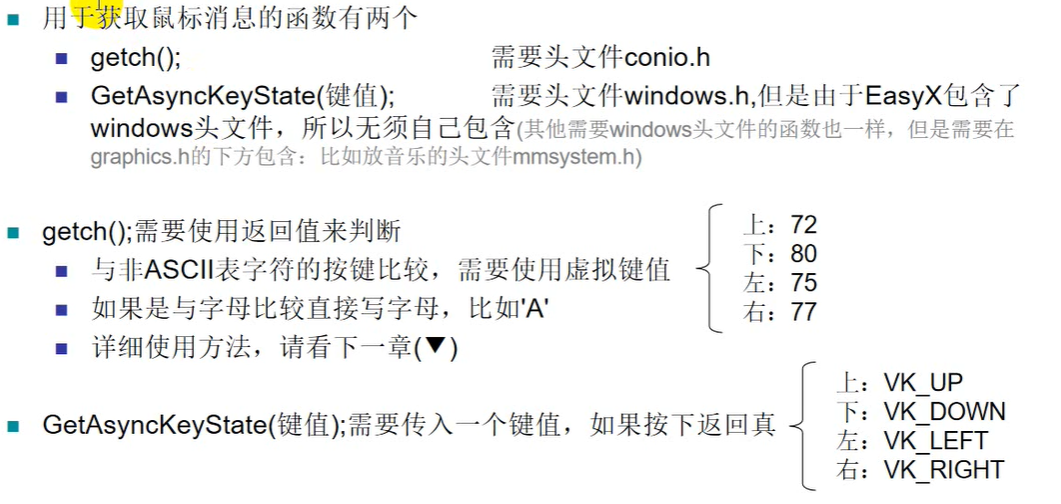 用于获取鼠标消息的函数有两个
getch(); 需要头文件conio.h
GetAsyncKeyState(键值); 需要头文件windows.h,但是由于EasyX包含了
windows头文件，所以无须自己包含(其他需要windows头文件的函数也一样，但是需要在
graphics.h的下方包含：比如放音乐的头文件mmsystem.h)
getch();需要使用返回值来判断
与非ASCII表字符的按键比较，需要使用虚拟键值
如果是与字母比较直接写字母，比如'A'
详细使用方法，请看下一章(▼)
上：72
下：80
左：75
右：77
GetAsyncKeyState(键值);需要传入一个键值，如果按下返回真
上：VK_UP
下：VK_DOWN
左：VK_LEFT
右：VK_RIGHT